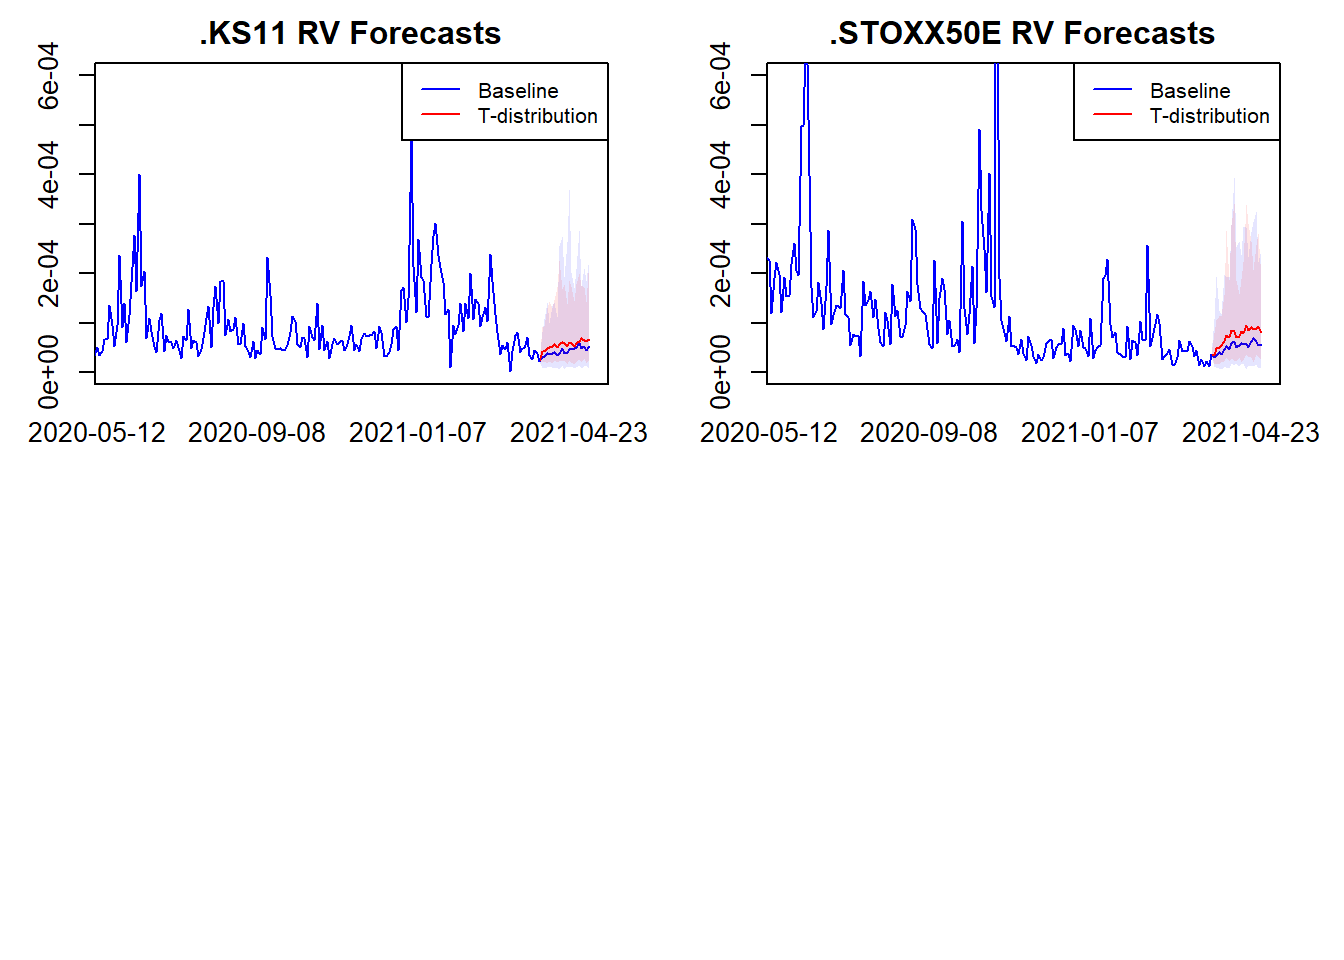 .KS11 RV Forecasts
6e-04
4e-04
2e-04
0e+00
Baseline
T-distribution
2020-05-12 2020-09-08 2021-01-07 2021-04-23
.STOXX50E RV Forecasts
6e-04
4e-04
2e-04
0e+00
Baseline
T-distribution
2020-05-12 2020-09-08 2021-01-07 2021-04-23